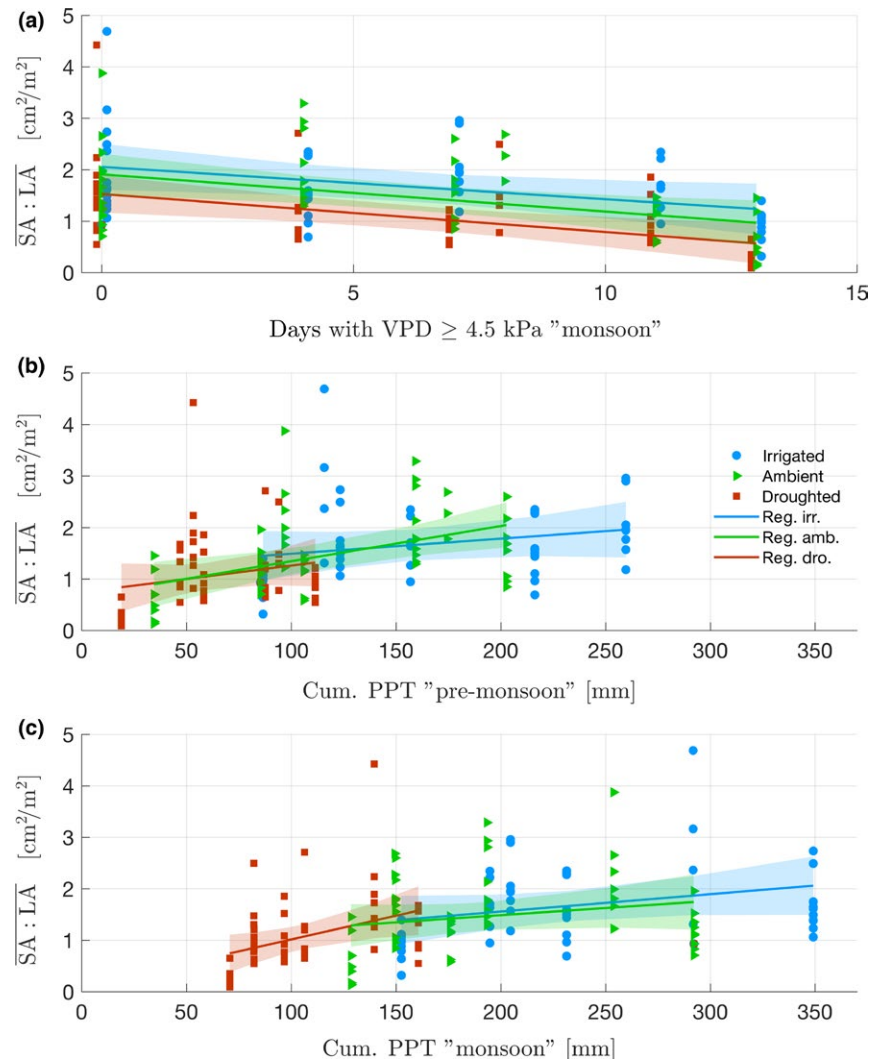 (a)
5
4
3
2
1
0
SA : LA [cm²/m²]
0 5 10 15
Days with VPD ≥ 4.5 kPa "monsoon"
(b)
5
4
3
2
1
0
SA : LA [cm²/m²]
Irrigated
Ambient
Droughted
Reg. irr.
Reg. amb.
Reg. dro.
0 50 100 150 200 250 300 350
Cum. PPT "pre-monsoon" [mm]
(c)
5
4
3
2
1
0
SA : LA [cm²/m²]
0 50 100 150 200 250 300 350
Cum. PPT "monsoon" [mm]